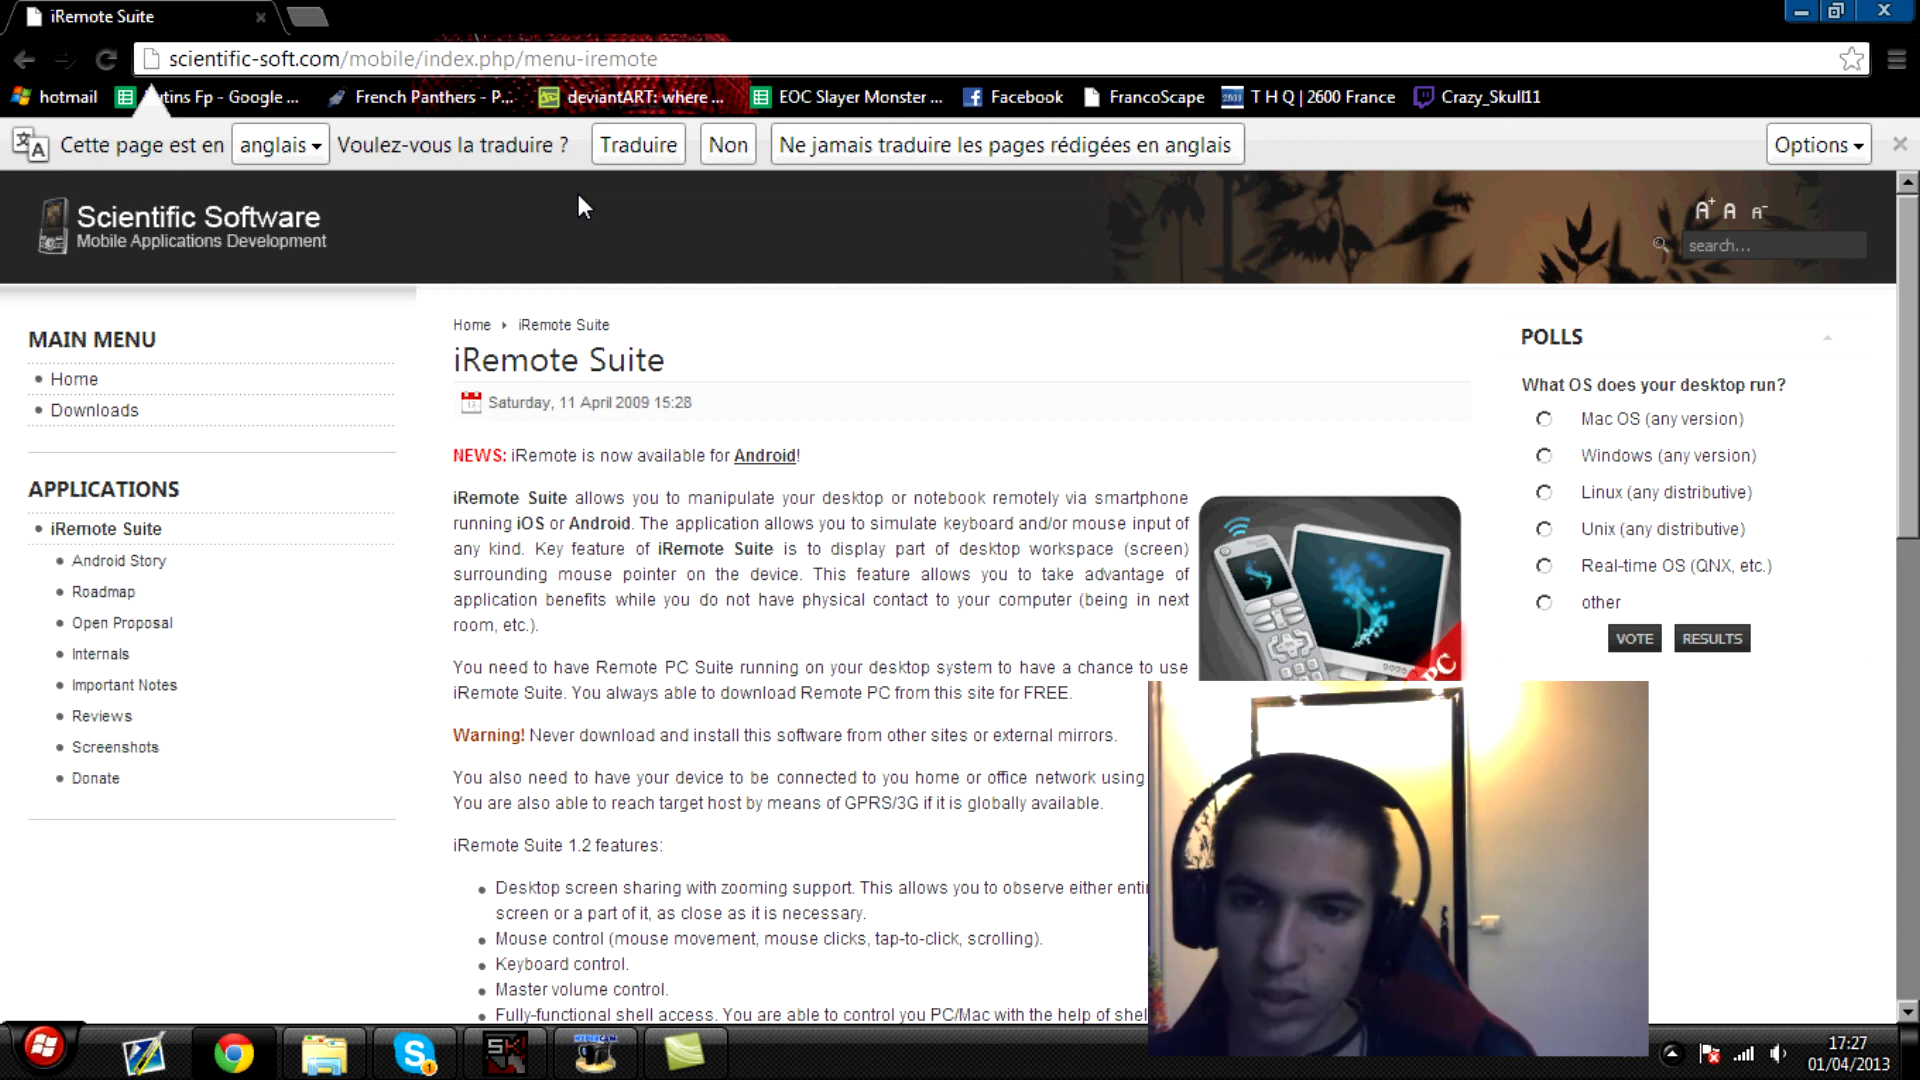 iRemote Suite
scientific-soft.com/mobile/index.php/menu-iremote
hotmail
utins Fp - Google ...
French Panthers - P...
deviantART: where ...
EOC Slayer Monster ...
Facebook
FrancoScape
T H Q | 2600 France
Crazy_Skull11
Cette page est en anglais Voulez-vous la traduire ? Traduire Non Ne jamais traduire les pages rédigées en anglais Options
Scientific Software
Mobile Applications Development
A+ A A-
search...
MAIN MENU
Home
Downloads
APPLICATIONS
iRemote Suite
Android Story
Roadmap
Open Proposal
Internals
Important Notes
Reviews
Screenshots
Donate
Home iRemote Suite
iRemote Suite
Saturday, 11 April 2009 15:28
NEWS: iRemote is now available for Android!
iRemote Suite allows you to manipulate your desktop or notebook remotely via smartphone
running iOS or Android. The application allows you to simulate keyboard and/or mouse input of
any kind. Key feature of iRemote Suite is to display part of desktop workspace (screen)
surrounding mouse pointer on the device. This feature allows you to take advantage of
application benefits while you do not have physical contact to your computer (being in next
room, etc.).
You need to have Remote PC Suite running on your desktop system to have a chance to use
iRemote Suite. You always able to download Remote PC from this site for FREE.
Warning! Never download and install this software from other sites or external mirrors.
You also need to have your device to be connected to you home or office network using
You are also able to reach target host by means of GPRS/3G if it is globally available.
iRemote Suite 1.2 features:
Desktop screen sharing with zooming support. This allows you to observe either enti
screen or a part of it, as close as it is necessary.
Mouse control (mouse movement, mouse clicks, tap-to-click, scrolling).
Keyboard control.
Master volume control.
Fully-functional shell access. You are able to control you PC/Mac with the help of shel
PC
POLLS
What OS does your desktop run?
Mac OS (any version)
Windows (any version)
Linux (any distributive)
Unix (any distributive)
Real-time OS (QNX, etc.)
other
VOTE RESULTS
17:27
01/04/2013